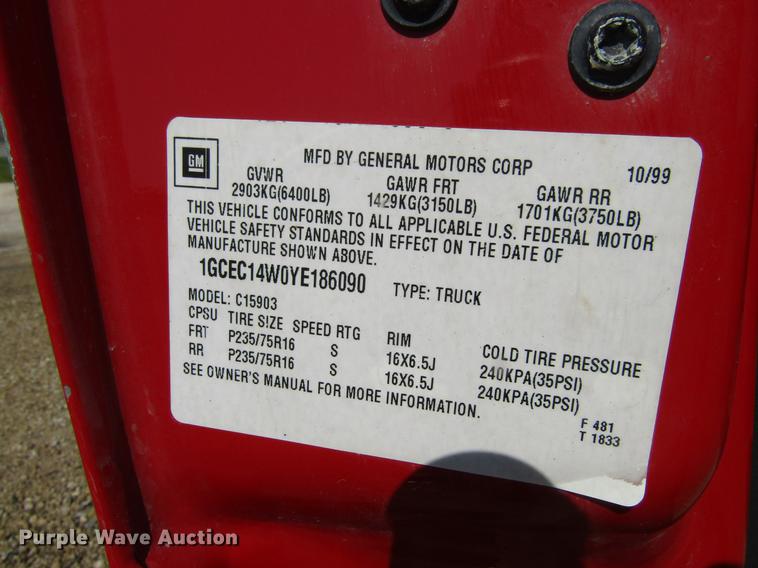 GM
MFD BY GENERAL MOTORS CORP 10/99
GVWR GAWR FRT GAWR RR
2903KG(6400LB) 1429KG(3150LB) 1701KG(3750LB)
THIS VEHICLE CONFORMS TO ALL APPLICABLE U.S. FEDERAL MOTOR
VEHICLE SAFETY STANDARDS IN EFFECT ON THE DATE OF
MANUFACTURE SHOWN ABOVE.
1GCEC14W0YE186090 TYPE: TRUCK
MODEL: C15903
CPSU TIRE SIZE SPEED RTG RIM COLD TIRE PRESSURE
FRT P235/75R16 S 16X6.5J 240KPA(35PSI)
RR P235/75R16 S 16X6.5J 240KPA(35PSI)
SEE OWNER'S MANUAL FOR MORE INFORMATION.
F 481
T 1833
Purple Wave Auction